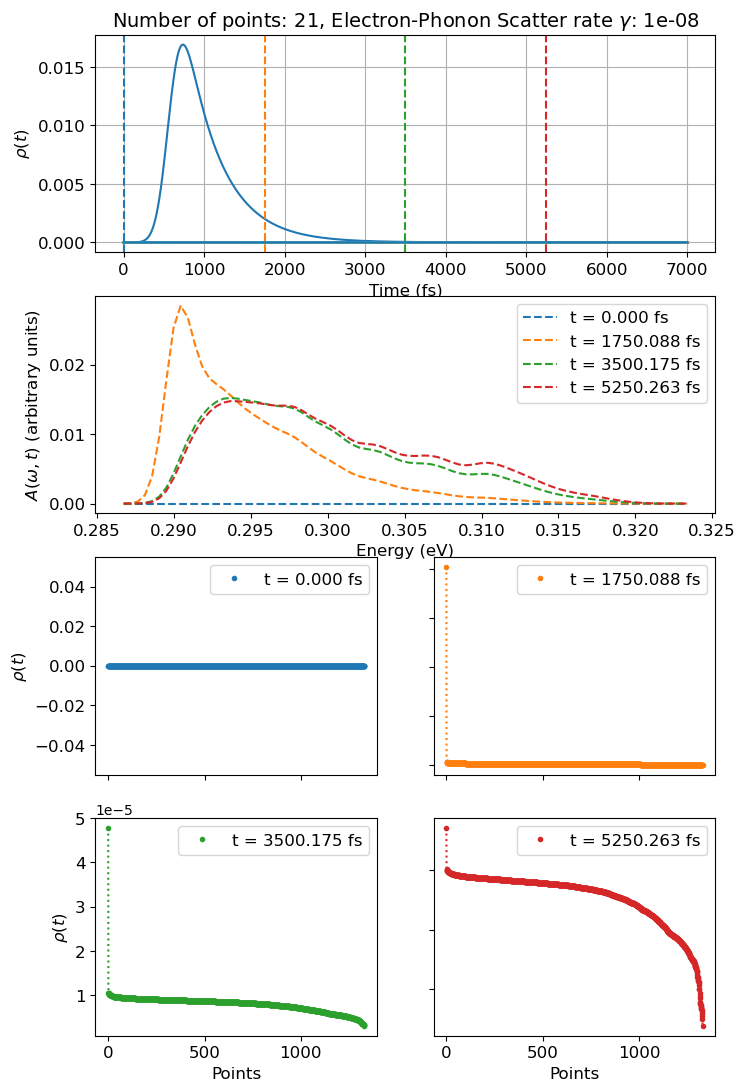 Number of points: 21, Electron-Phonon Scatter rate γ: 1e-08
0.015
0.010
0.005
0.000
ρ(t)
0 1000 2000 3000 4000 5000 6000 7000
Time (fs)
A(ω, t) (arbitrary units)
0.02
0.01
0.00
t = 0.000 fs
t = 1750.088 fs
t = 3500.175 fs
t = 5250.263 fs
0.285 0.290 0.295 0.300 0.305 0.310 0.315 0.320 0.325
Energy (eV)
ρ(t)
0.04
0.02
0.00
−0.02
−0.04
t = 0.000 fs
t = 1750.088 fs
1e−5
ρ(t)
5
4
3
2
1
t = 3500.175 fs
0 500 1000
Points
t = 5250.263 fs
0 500 1000
Points